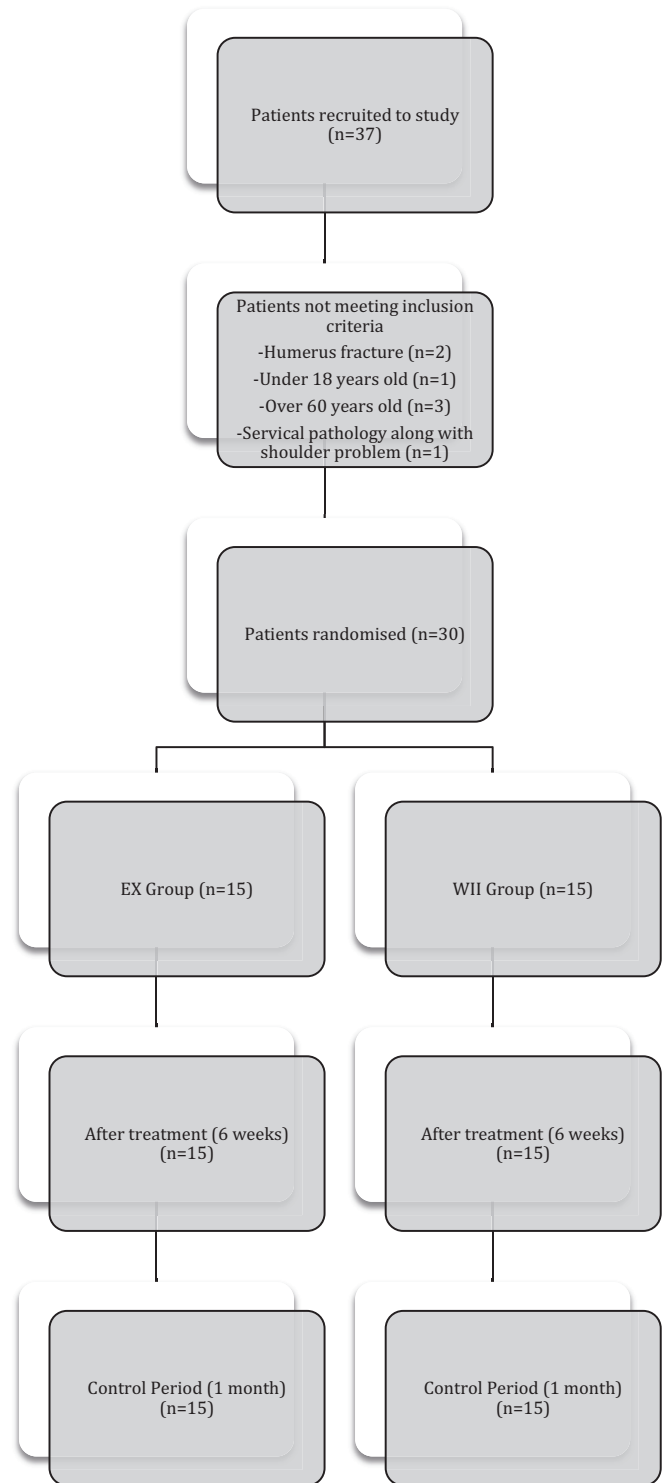 Patients recruited to study
(n=37)
Patients not meeting inclusion
criteria
-Humerus fracture (n=2)
-Under 18 years old (n=1)
-Over 60 years old (n=3)
-Servical pathology along with
shoulder problem (n=1)
Patients randomised (n=30)
EX Group (n=15)
WII Group (n=15)
After treatment (6 weeks)
(n=15)
After treatment (6 weeks)
(n=15)
Control Period (1 month)
(n=15)
Control Period (1 month)
(n=15)